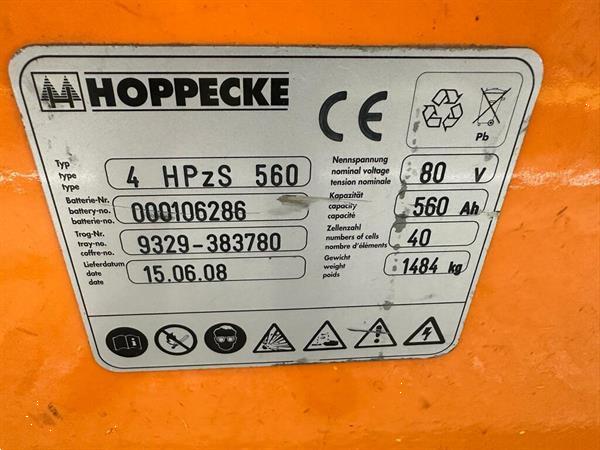 HOPPECKE
CE
Pb
Typ
type
type
4 HPzS 560
Nennspannung
nominal voltage
tension nominale
80 V
Batterie-Nr.
battery-no.
batterie-no.
000106286
Kapazität
capacity
capacité
560 Ah
Trog-Nr.
tray-no.
coffre-no.
9329-383780
Zellenzahl
numbers of cells
nombre d'éléments
40
Lieferdatum
date
date
15.06.08
Gewicht
weight
poids
1484 kg